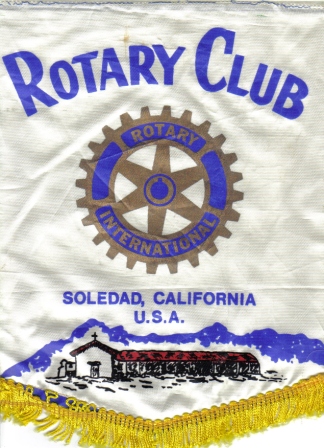 ROTARY CLUB
ROTARY
INTERNATIONAL
SOLEDAD, CALIFORNIA
U.S.A.